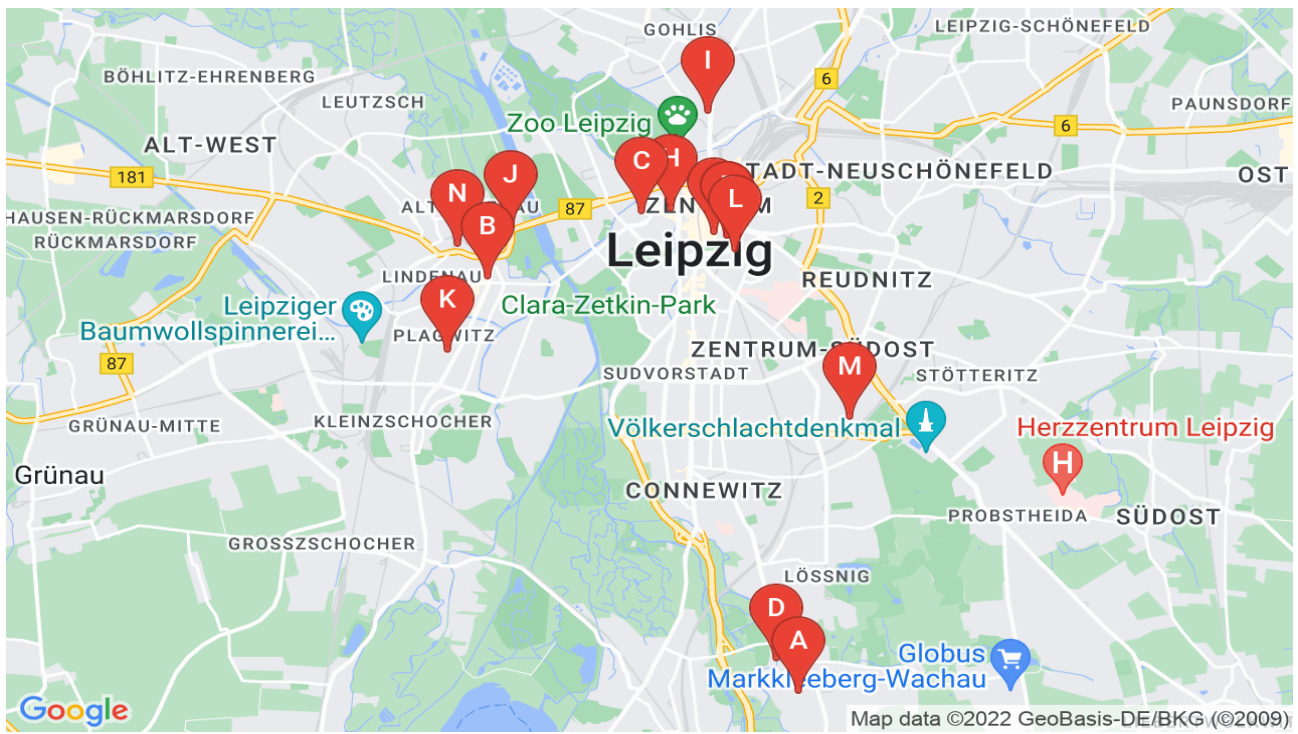 GOHLIS
LEIPZIG-SCHÖNEFELD
I
BÖHLITZ-EHRENBERG
6
LEUTZSCH
PAUNSDORF
Zoo Leipzig
6
ALT-WEST
C
H
181
J
STADT-NEUSCHÖNEFELD
OST
N
87
L
2
HAUSEN-RÜCKMARSDORF
RÜCKMARSDORF
B
Leipzig
LINDENAU
REUDNITZ
K
Leipziger
Baumwollspinnerei...
Clara-Zetkin-Park
PLAGWITZ
87
ZENTRUM-SÜDOST
M
SÜDVORSTADT
STÖTTERITZ
KLEINZSCHOCHER
GRÜNAU-MITTE
Völkerschlachtdenkmal
Herzzentrum Leipzig
H
Grünau
CONNEWITZ
PROBSTHEIDA
SÜDOST
GROSSZSCHOCHER
LÖSSNIG
D
A
Globus
Markkleeberg-Wachau
Google
Map data ©2022 GeoBasis-DE/BKG (©2009)